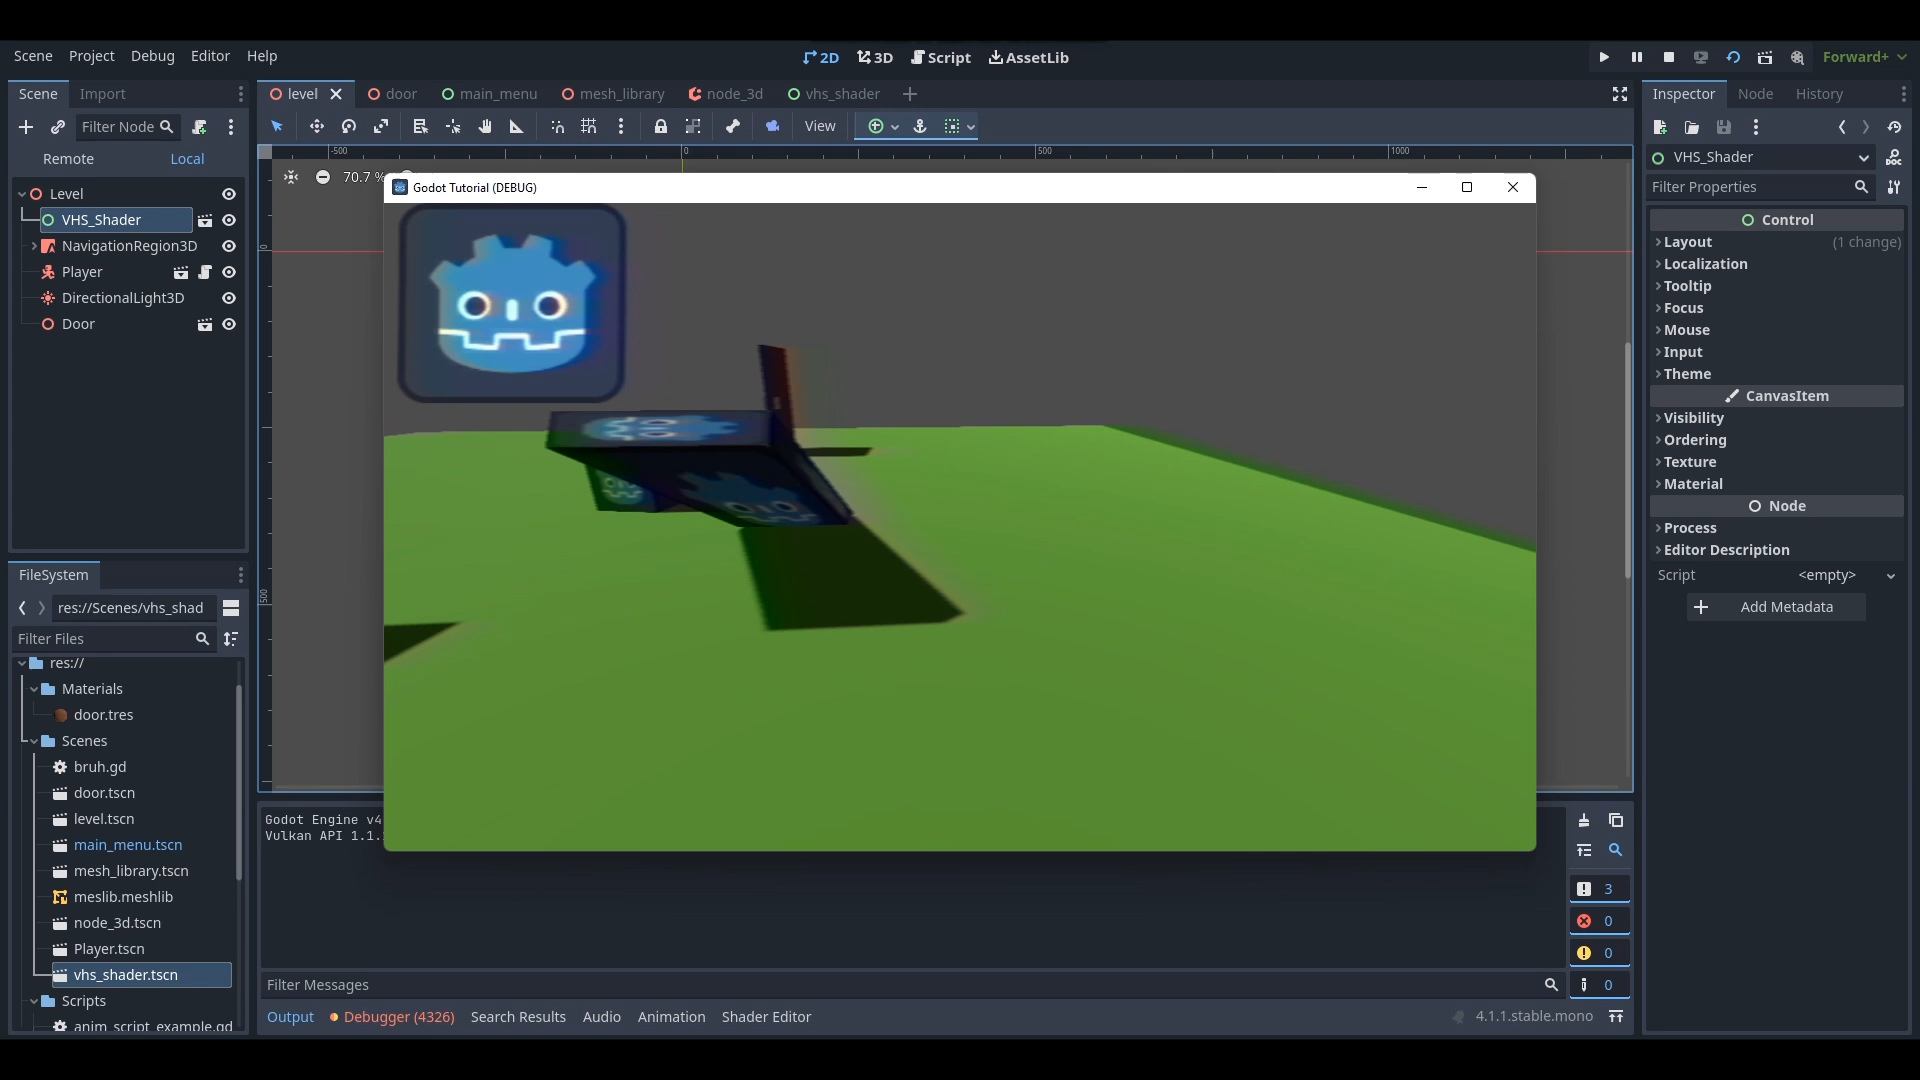 Scene Project Debug Editor Help
2D 3D Script AssetLib
Forward+
Scene Import
level door main_menu mesh_library node_3d vhs_shader
Inspector Node History
Filter Node
View
Remote Local
VHS_Shader
Filter Properties
-500 0 500 1000
70.7 %
Godot Tutorial (DEBUG)
Level
VHS_Shader
NavigationRegion3D
Player
DirectionalLight3D
Door
0
500
Control
Layout (1 change)
Localization
Tooltip
Focus
Mouse
Input
Theme
CanvasItem
Visibility
Ordering
Texture
Material
Node
Process
Editor Description
Script <empty>
Add Metadata
FileSystem
res://Scenes/vhs_shad
Filter Files
res://
Materials
door.tres
Scenes
bruh.gd
door.tscn
level.tscn
main_menu.tscn
mesh_library.tscn
meslib.meshlib
node_3d.tscn
Player.tscn
vhs_shader.tscn
Scripts
anim_script_example.gd
Godot Engine v4
Vulkan API 1.1.
3
0
0
0
Filter Messages
Output Debugger (4326) Search Results Audio Animation Shader Editor
4.1.1.stable.mono